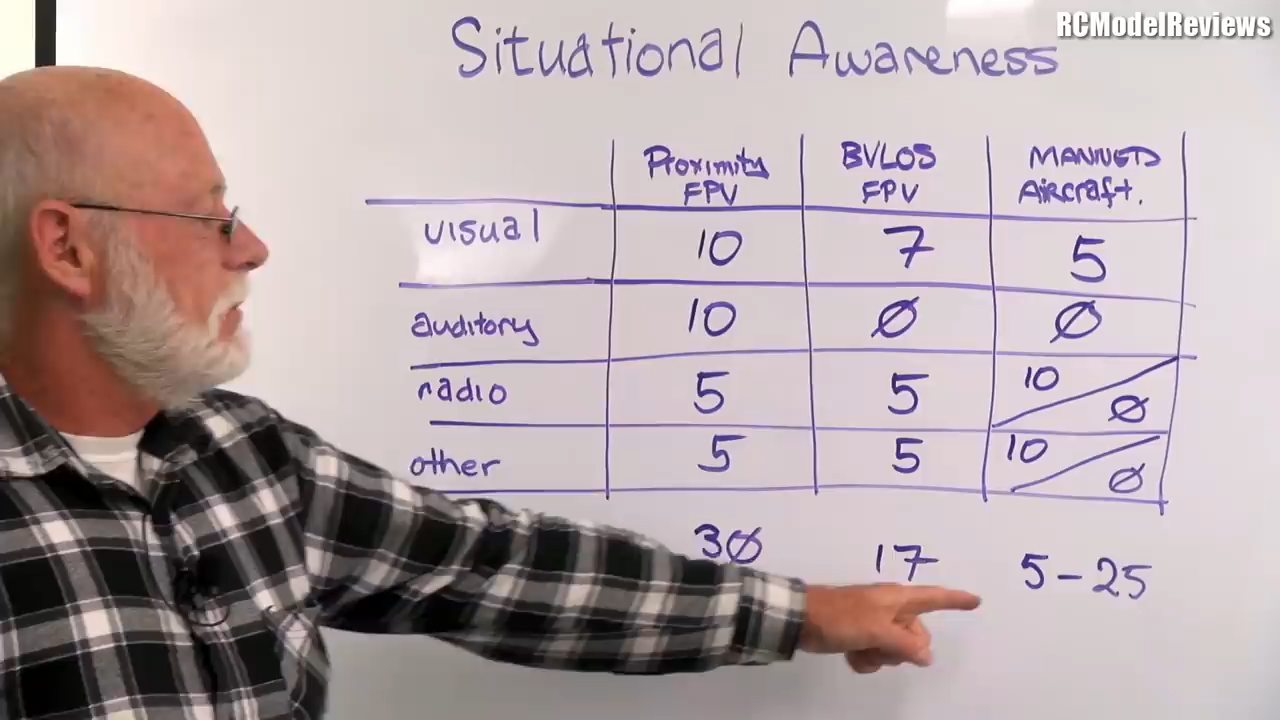 RCModelReviews
Situational Awareness
Proximity FPV BVLOS FPV MANNED Aircraft.
visual 10 7 5
auditory 10 Ø Ø
radio 5 5 10/Ø
other 5 5 10/Ø
3Ø 17 5-25